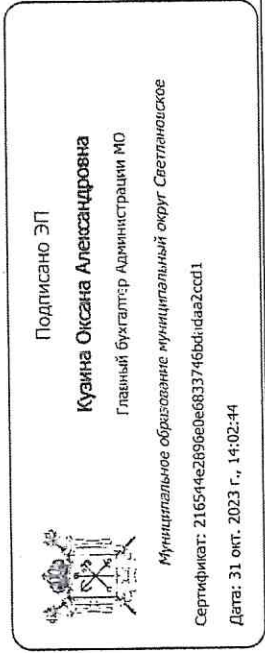 Подписано ЭП
Кузина Оксана Александровна
Главный бухгалтер Администрации МО
Муниципальное образование муниципальный округ Светлановское
Сертификат:
Дата: 31 окт. 2023 г., 14:02:44